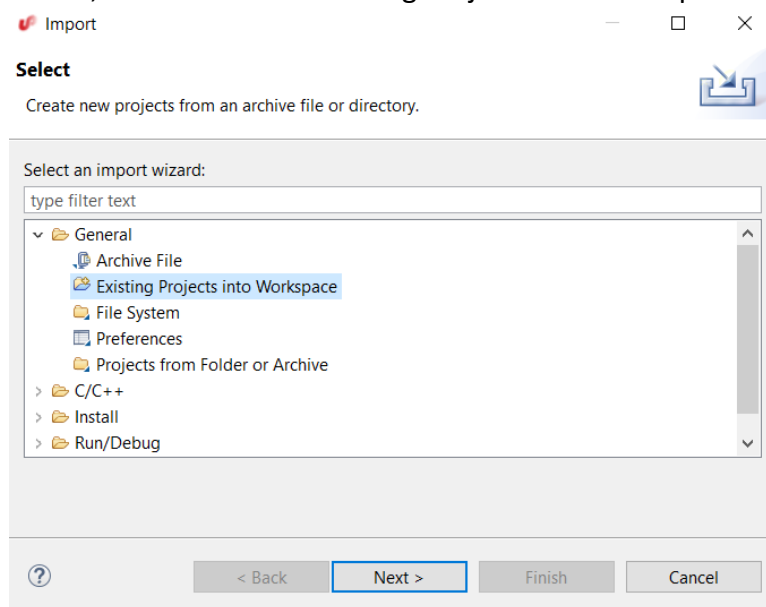 Import
Select
Create new projects from an archive file or directory.
Select an import wizard:
type filter text
General
Archive File
Existing Projects into Workspace
File System
Preferences
Projects from Folder or Archive
C/C++
Install
Run/Debug
?
< Back Next > Finish Cancel